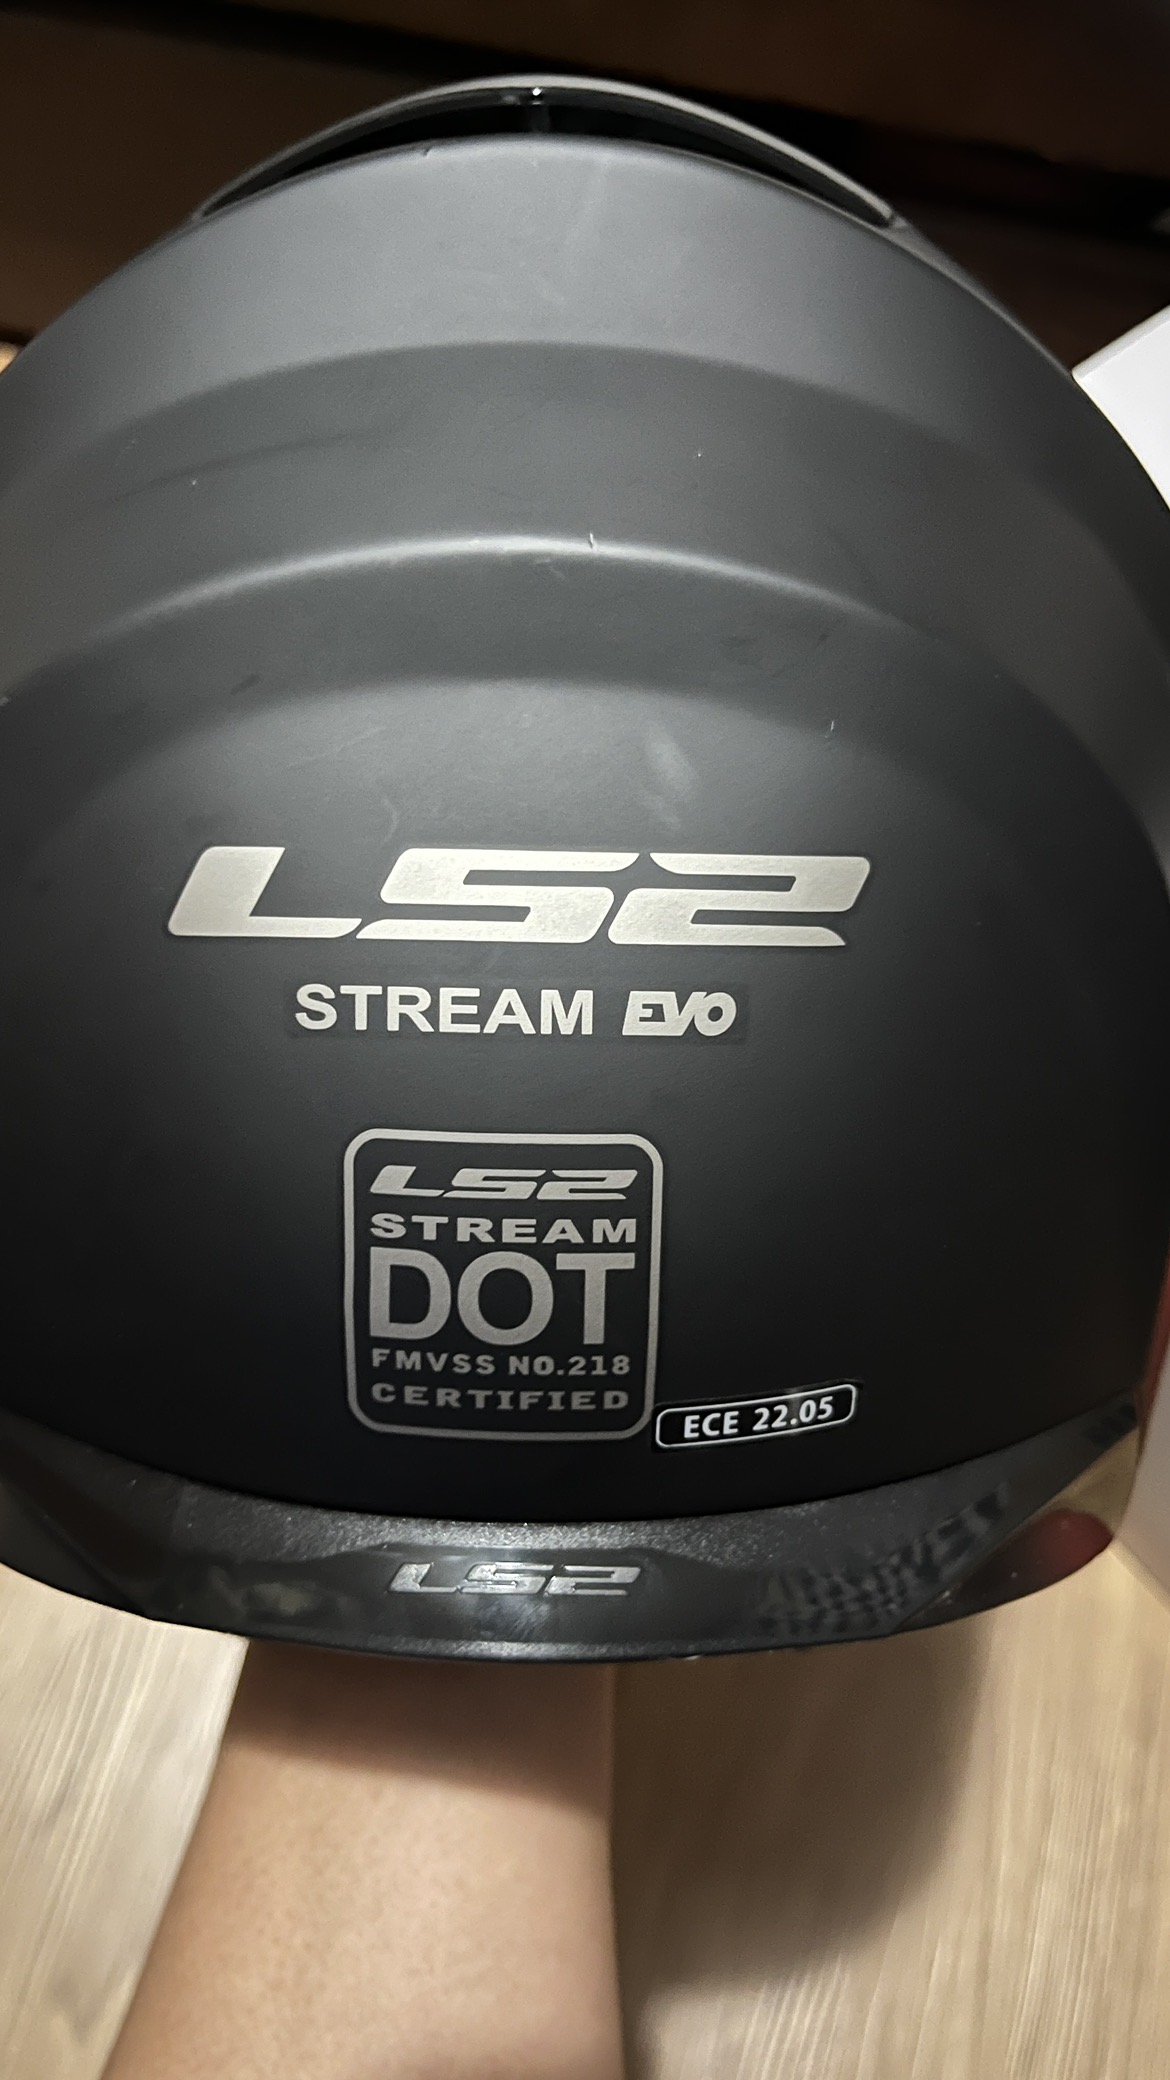 LS2
STREAM EVO
LS2
STREAM
DOT
FMVSS NO.218
CERTIFIED
ECE 22.05
LS2